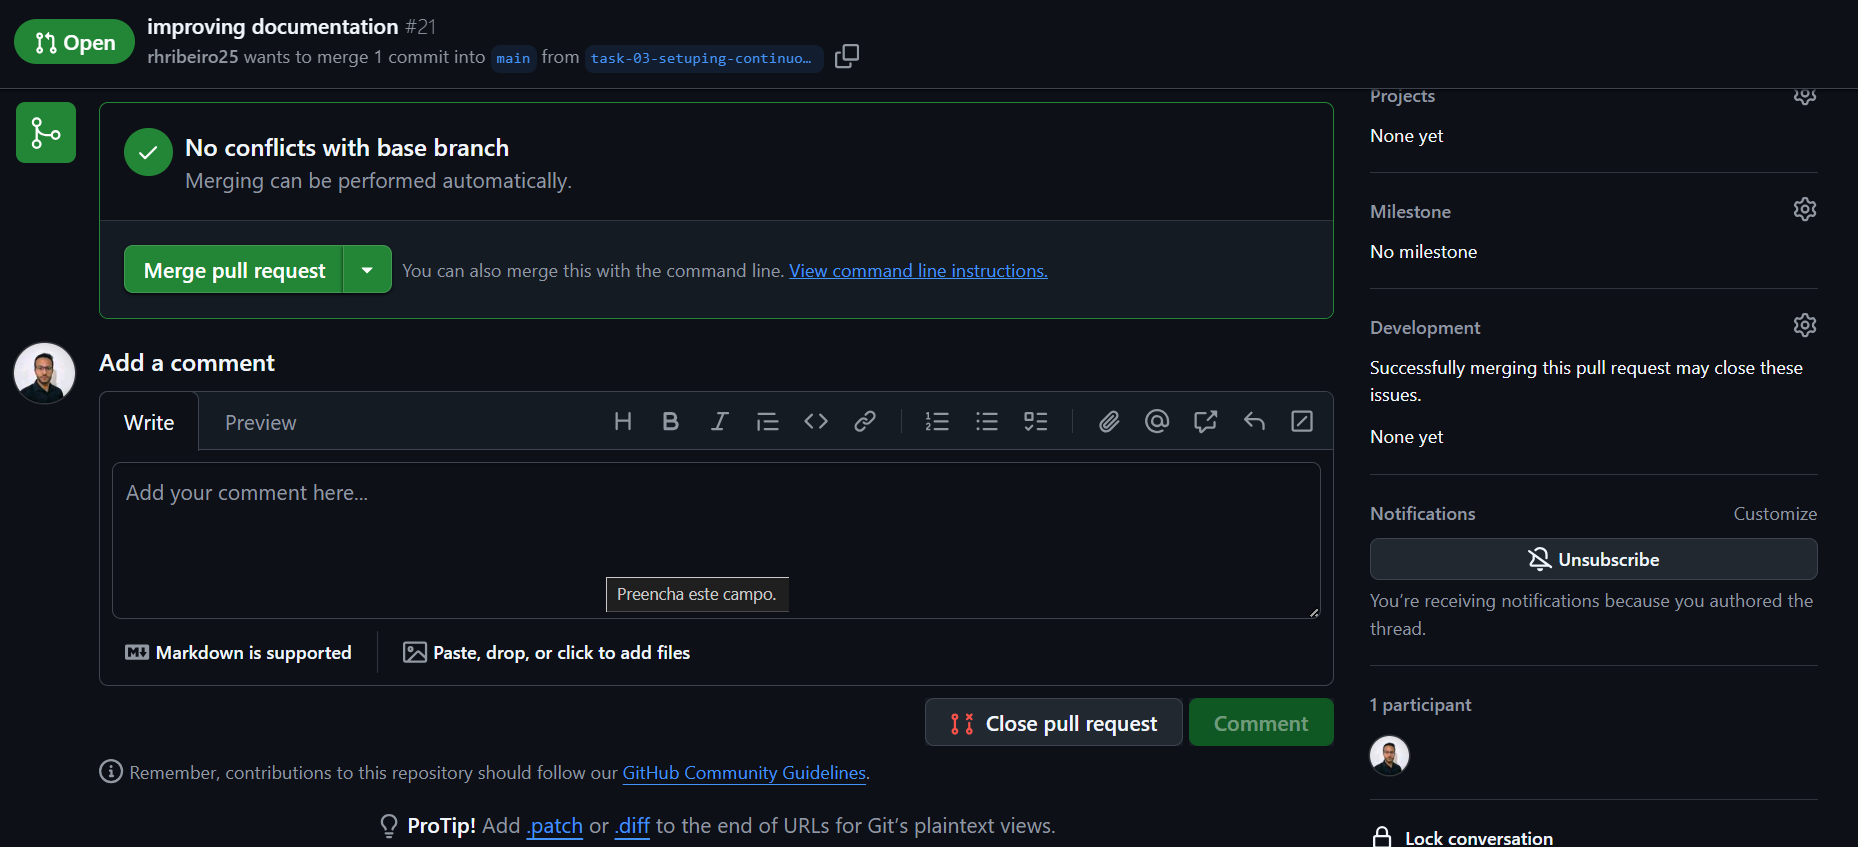 Open
improving documentation #21
rhribeiro25 wants to merge 1 commit into main from task-03-setuping-continuo...
No conflicts with base branch
Merging can be performed automatically.
Merge pull request
You can also merge this with the command line. View command line instructions.
Add a comment
Write
Preview
Add your comment here...
Preencha este campo.
Markdown is supported
Paste, drop, or click to add files
Close pull request
Comment
Remember, contributions to this repository should follow our GitHub Community Guidelines.
ProTip! Add .patch or .diff to the end of URLs for Git's plaintext views.
Projects
None yet
Milestone
No milestone
Development
Successfully merging this pull request may close these
issues.
None yet
Notifications
Customize
Unsubscribe
You're receiving notifications because you authored the
thread.
1 participant
Lock conversation